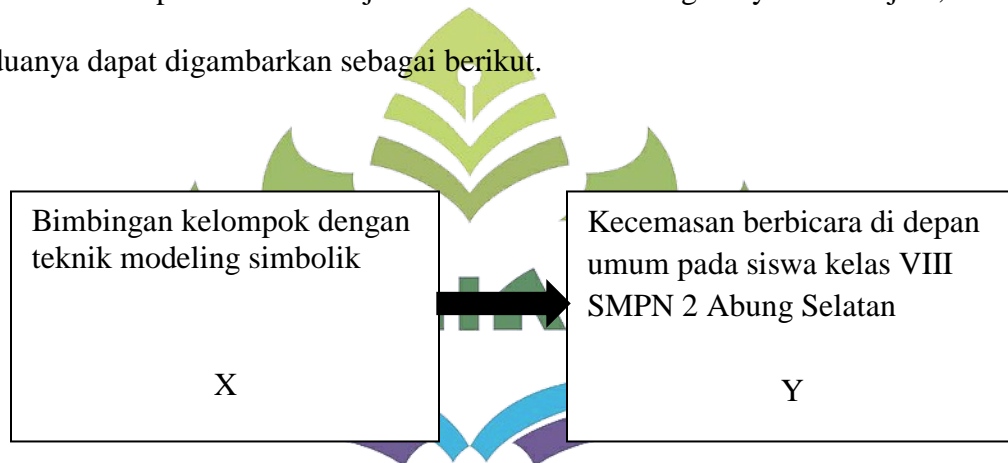 duanya dapat digambarkan sebagai berikut.
Bimbingan kelompok dengan
teknik modeling simbolik
X
Kecemasan berbicara di depan
umum pada siswa kelas VIII
SMPN 2 Abung Selatan
Y